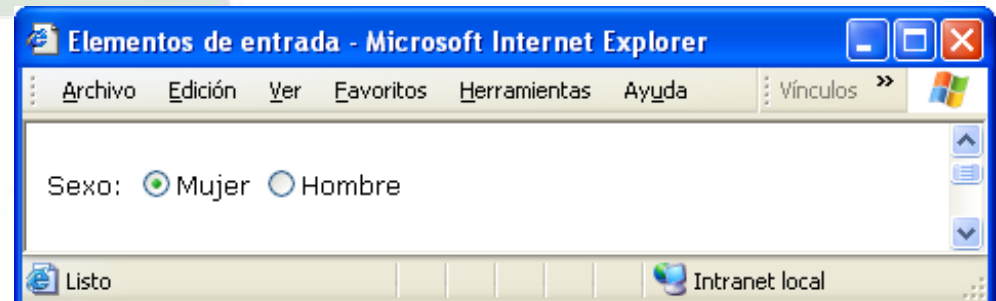 Elementos de entrada - Microsoft Internet Explorer
Archivo Edición Ver Favoritos Herramientas Ayuda Vínculos »
Sexo: Mujer Hombre
Listo Intranet local